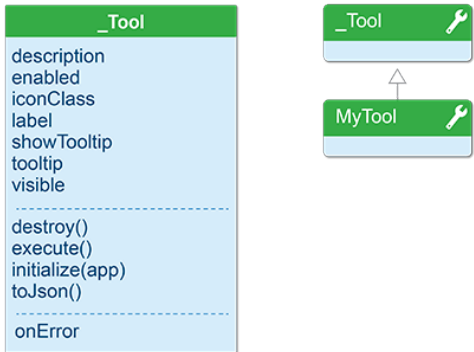 _Tool
description
enabled
iconClass
label
showTooltip
tooltip
visible
destroy()
execute()
initialize(app)
toJson()
onError
_Tool
MyTool